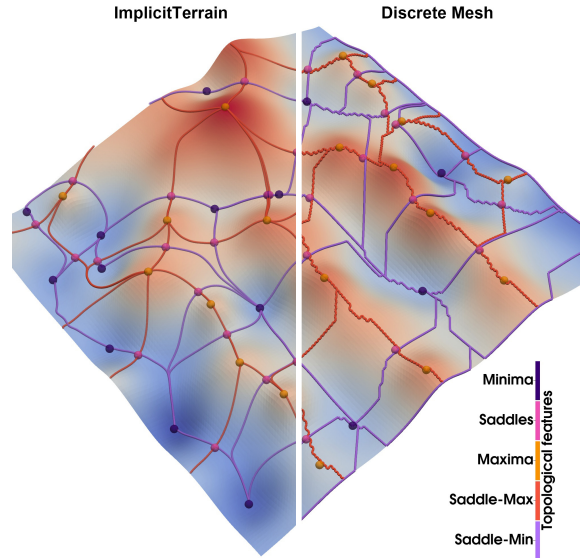 ImplicitTerrain
Discrete Mesh
Minima
Saddles
Maxima
Saddle-Max
Saddle-Min
Topological features